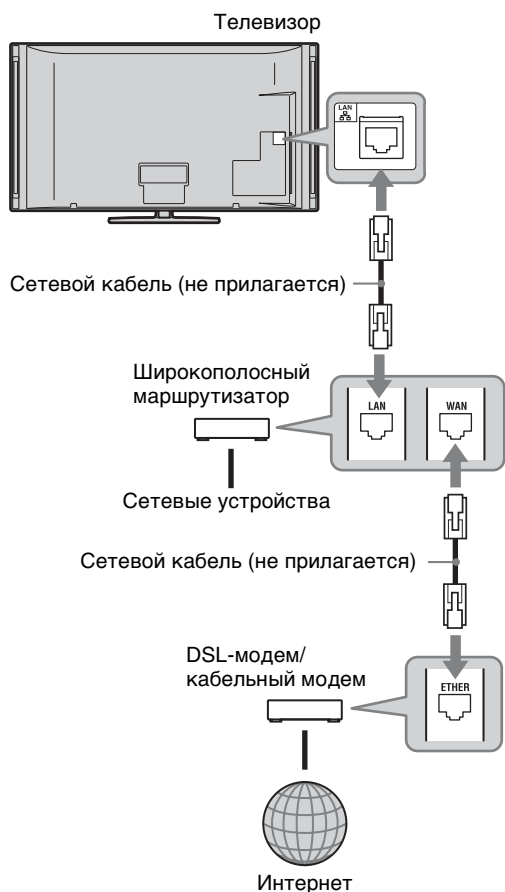 Телевизор
LAN
Сетевой кабель (не прилагается)
Широкополосный
маршрутизатор
LAN
WAN
Сетевые устройства
Сетевой кабель (не прилагается)
DSL-модем/
кабельный модем
ETHER
Интернет